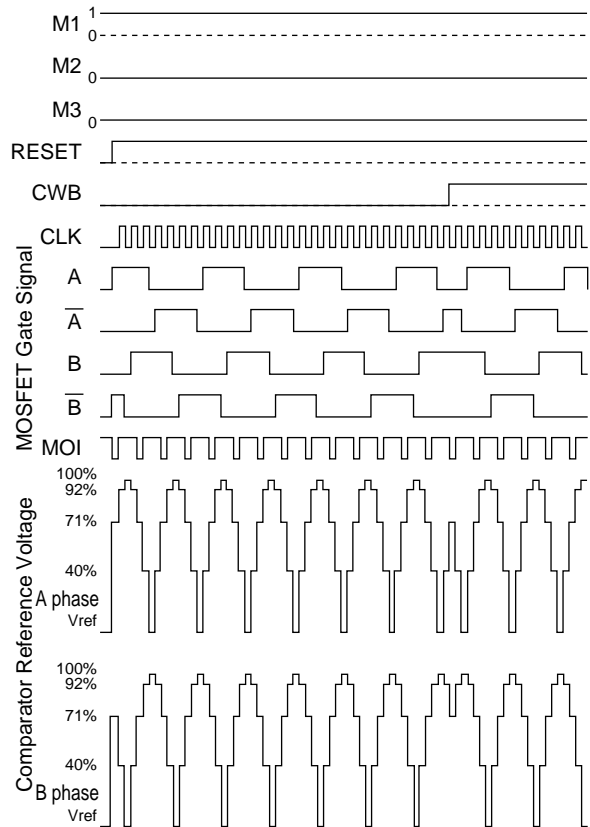 M1 1
0
M2 0
M3 0
RESET
CWB
CLK
MOSFET Gate Signal
A
A
B
B
MOI
Comparator Reference Voltage
100%
92%
71%
40%
A phase
Vref
100%
92%
71%
40%
B phase
Vref